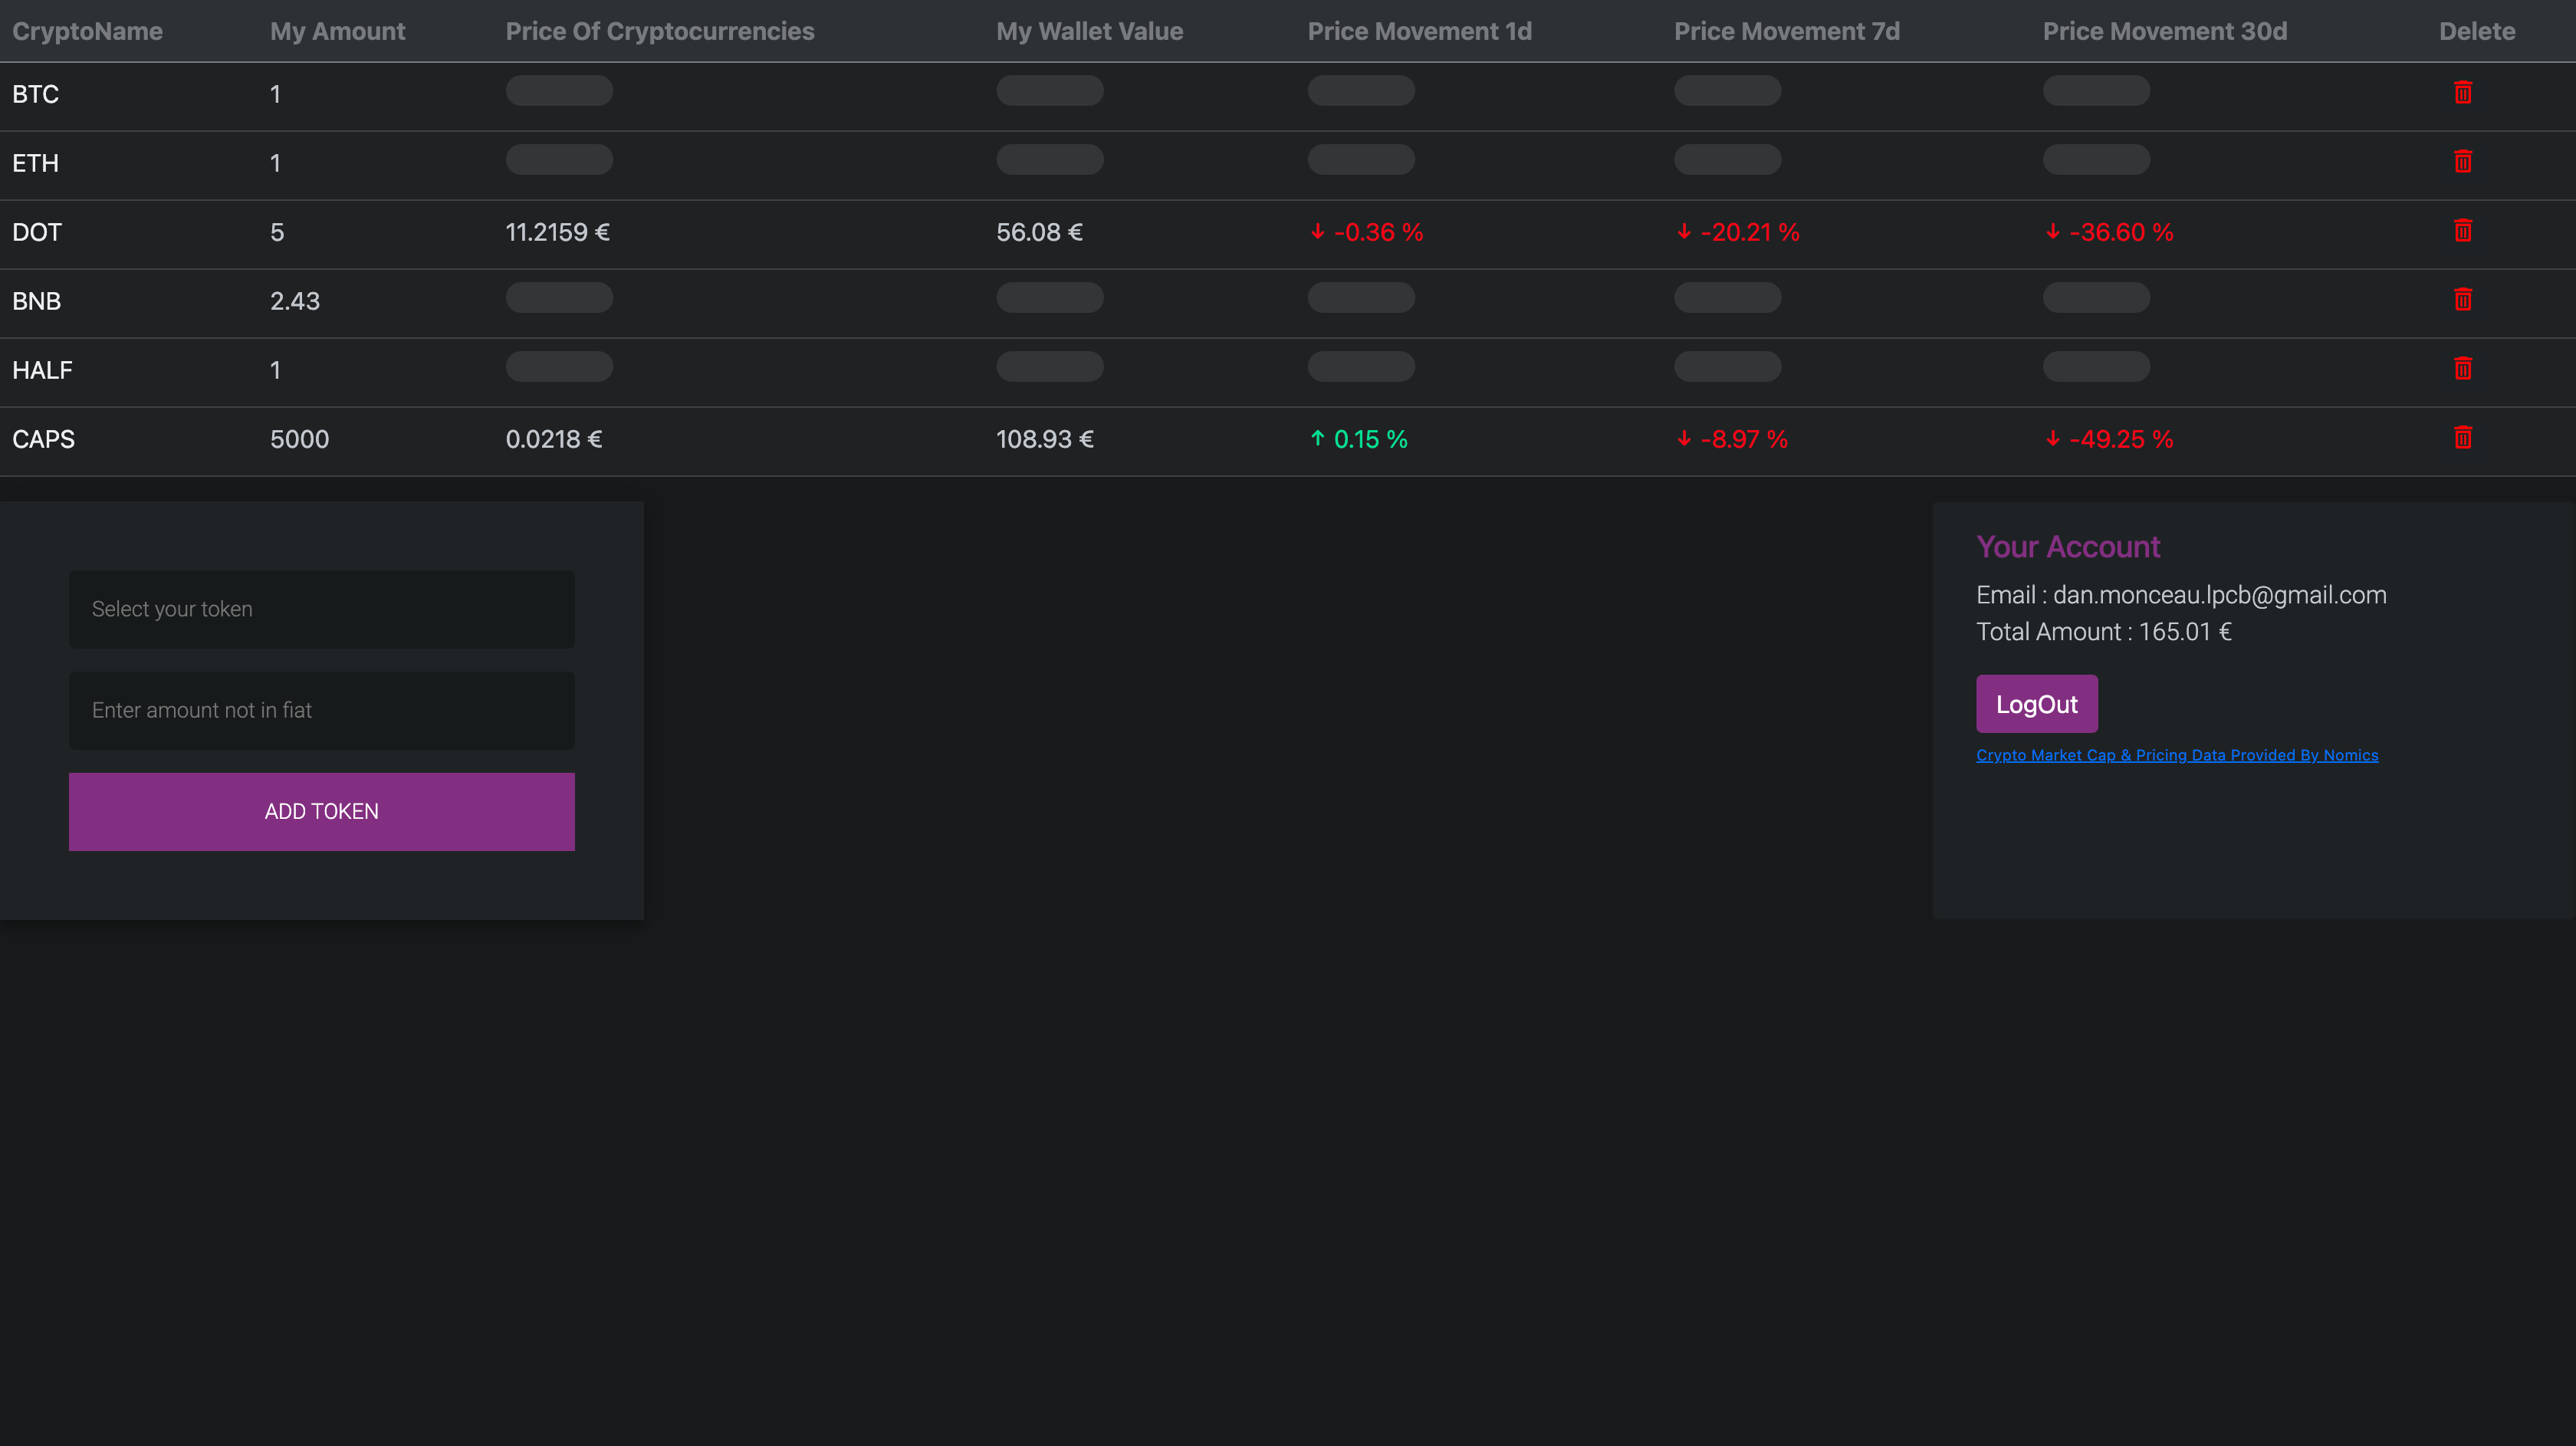 CryptoName My Amount Price Of Cryptocurrencies My Wallet Value Price Movement 1d Price Movement 7d Price Movement 30d Delete
BTC 1
ETH 1
DOT 5 11.2159 € 56.08 € -0.36 % -20.21 % -36.60 %
BNB 2.43
HALF 1
CAPS 5000 0.0218 € 108.93 € 0.15 % -8.97 % -49.25 %
Select your token
Enter amount not in fiat
ADD TOKEN
Your Account
Email : dan.monceau.lpcb@gmail.com
Total Amount : 165.01 €
LogOut
Crypto Market Cap & Pricing Data Provided By Nomics